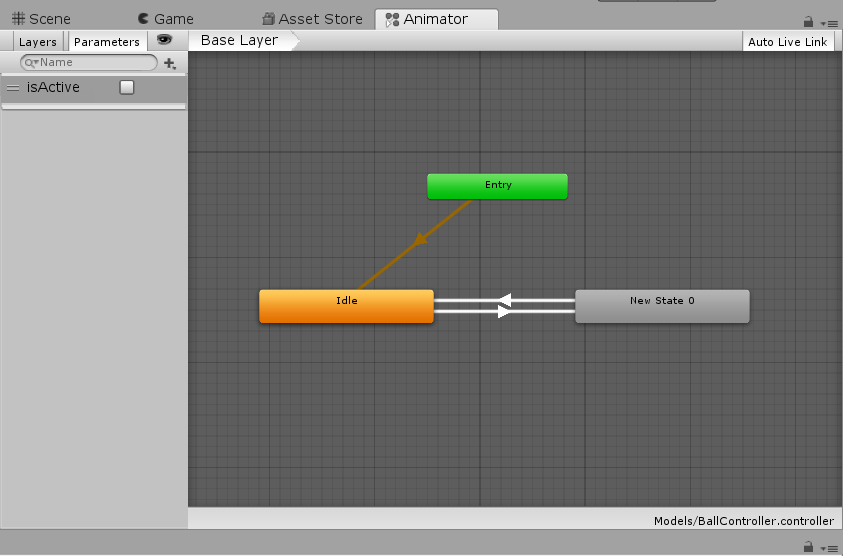 Scene Game Asset Store Animator
Layers Parameters Base Layer Auto Live Link
Name
isActive
Entry
Idle New State 0
Models/BallController.controller